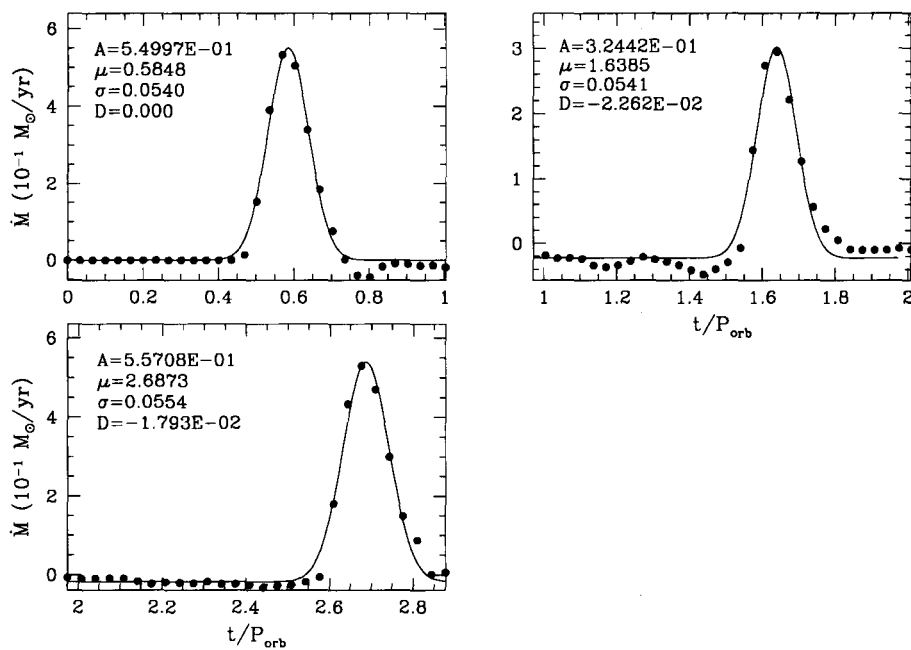 6
4
2
0
Ṁ (10⁻¹ M☉/yr)
A=5.4997E−01
μ=0.5848
σ=0.0540
D=0.000
0 0.2 0.4 0.6 0.8 1
3
2
1
0
A=3.2442E−01
μ=1.6385
σ=0.0541
D=−2.262E−02
1 1.2 1.4 1.6 1.8 2
t/P_orb
6
4
2
0
Ṁ (10⁻¹ M☉/yr)
A=5.5708E−01
μ=2.6873
σ=0.0554
D=−1.793E−02
2 2.2 2.4 2.6 2.8
t/P_orb